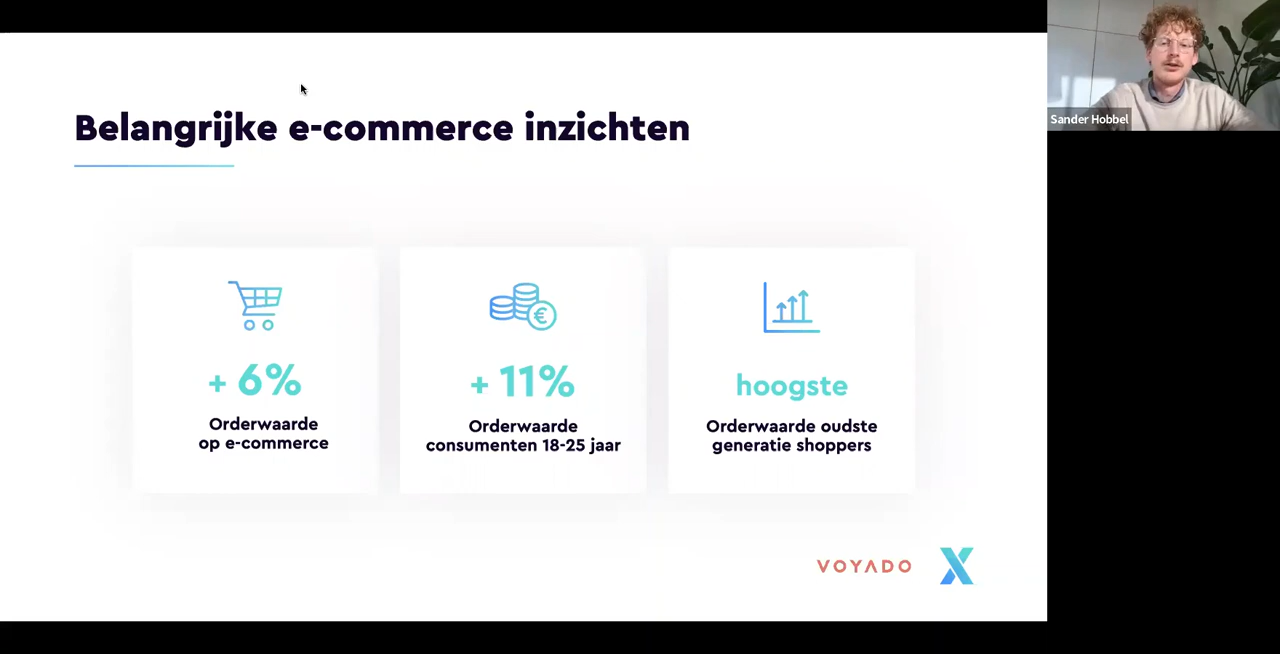 Belangrijke e-commerce inzichten
+ 6%
Orderwaarde
op e-commerce
+ 11%
Orderwaarde
consumenten 18-25 jaar
hoogste
Orderwaarde oudste
generatie shoppers
VOYADO
Sander Hobbel